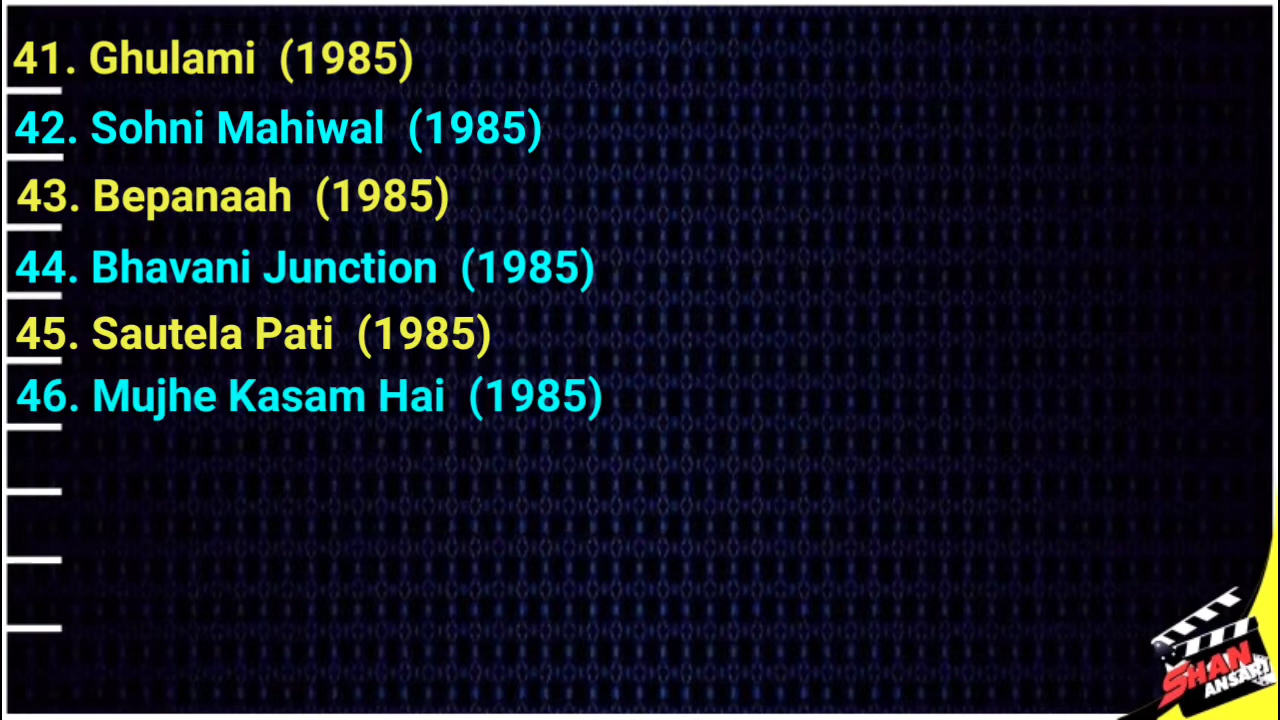 41. Ghulami (1985)
42. Sohni Mahiwal (1985)
43. Bepanaah (1985)
44. Bhavani Junction (1985)
45. Sautela Pati (1985)
46. Mujhe Kasam Hai (1985)
SHAN
ANSARI